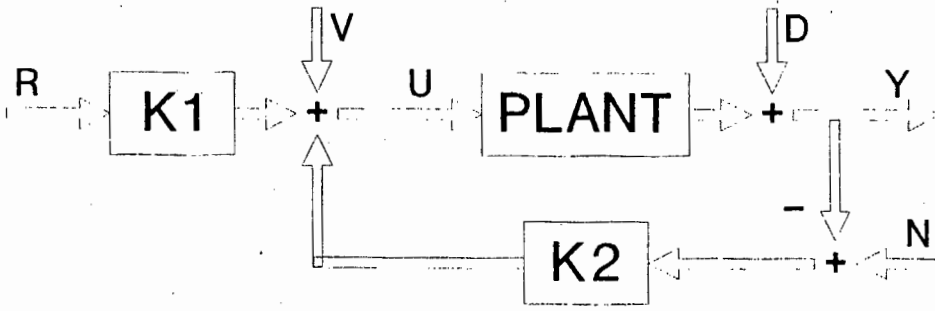 V D
R U Y
K1 + PLANT +
− N
K2 +